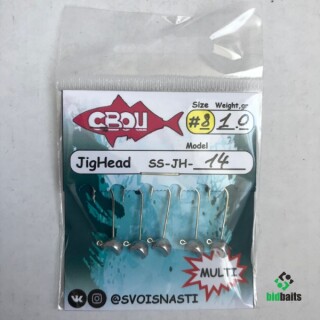 СВОИ
Size Weight, gr
#8 1.0
Model
JigHead SS-JH- 14
MULTI
@SVOISNASTI
bidbaits